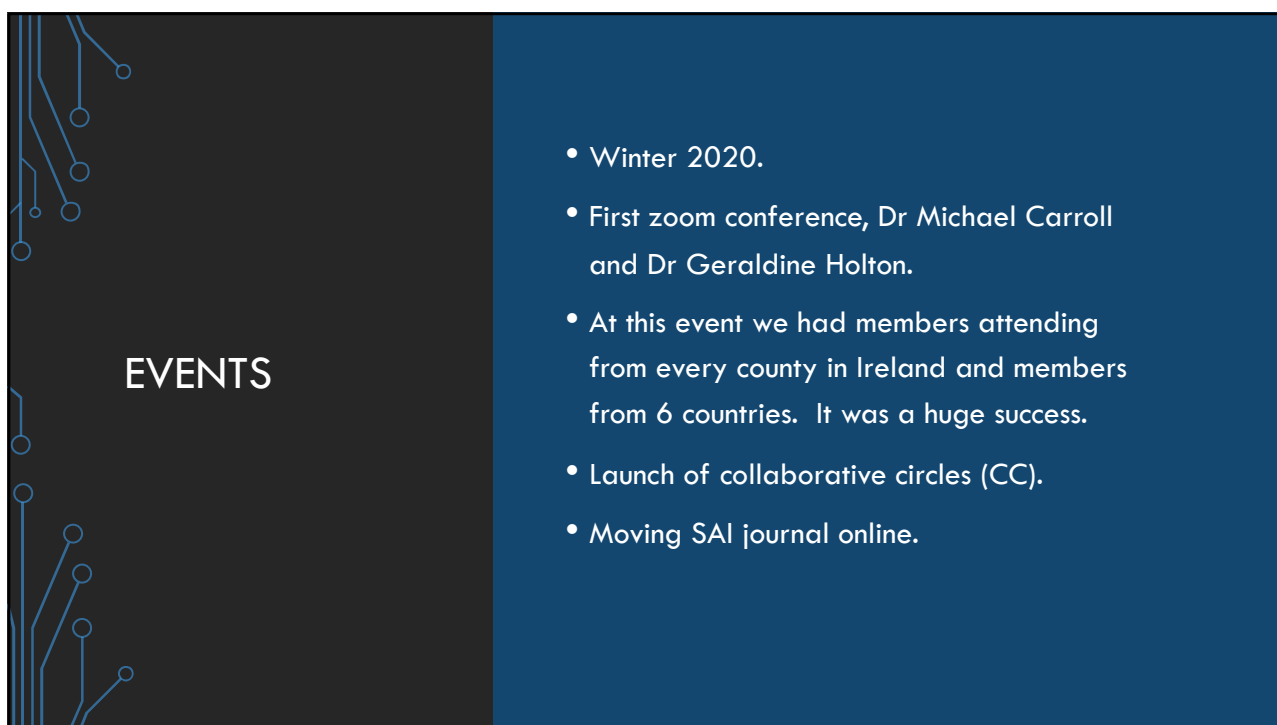 EVENTS
• Winter 2020.
• First zoom conference, Dr Michael Carroll
and Dr Geraldine Holton.
• At this event we had members attending
from every county in Ireland and members
from 6 countries.  It was a huge success.
• Launch of collaborative circles (CC).
• Moving SAI journal online.